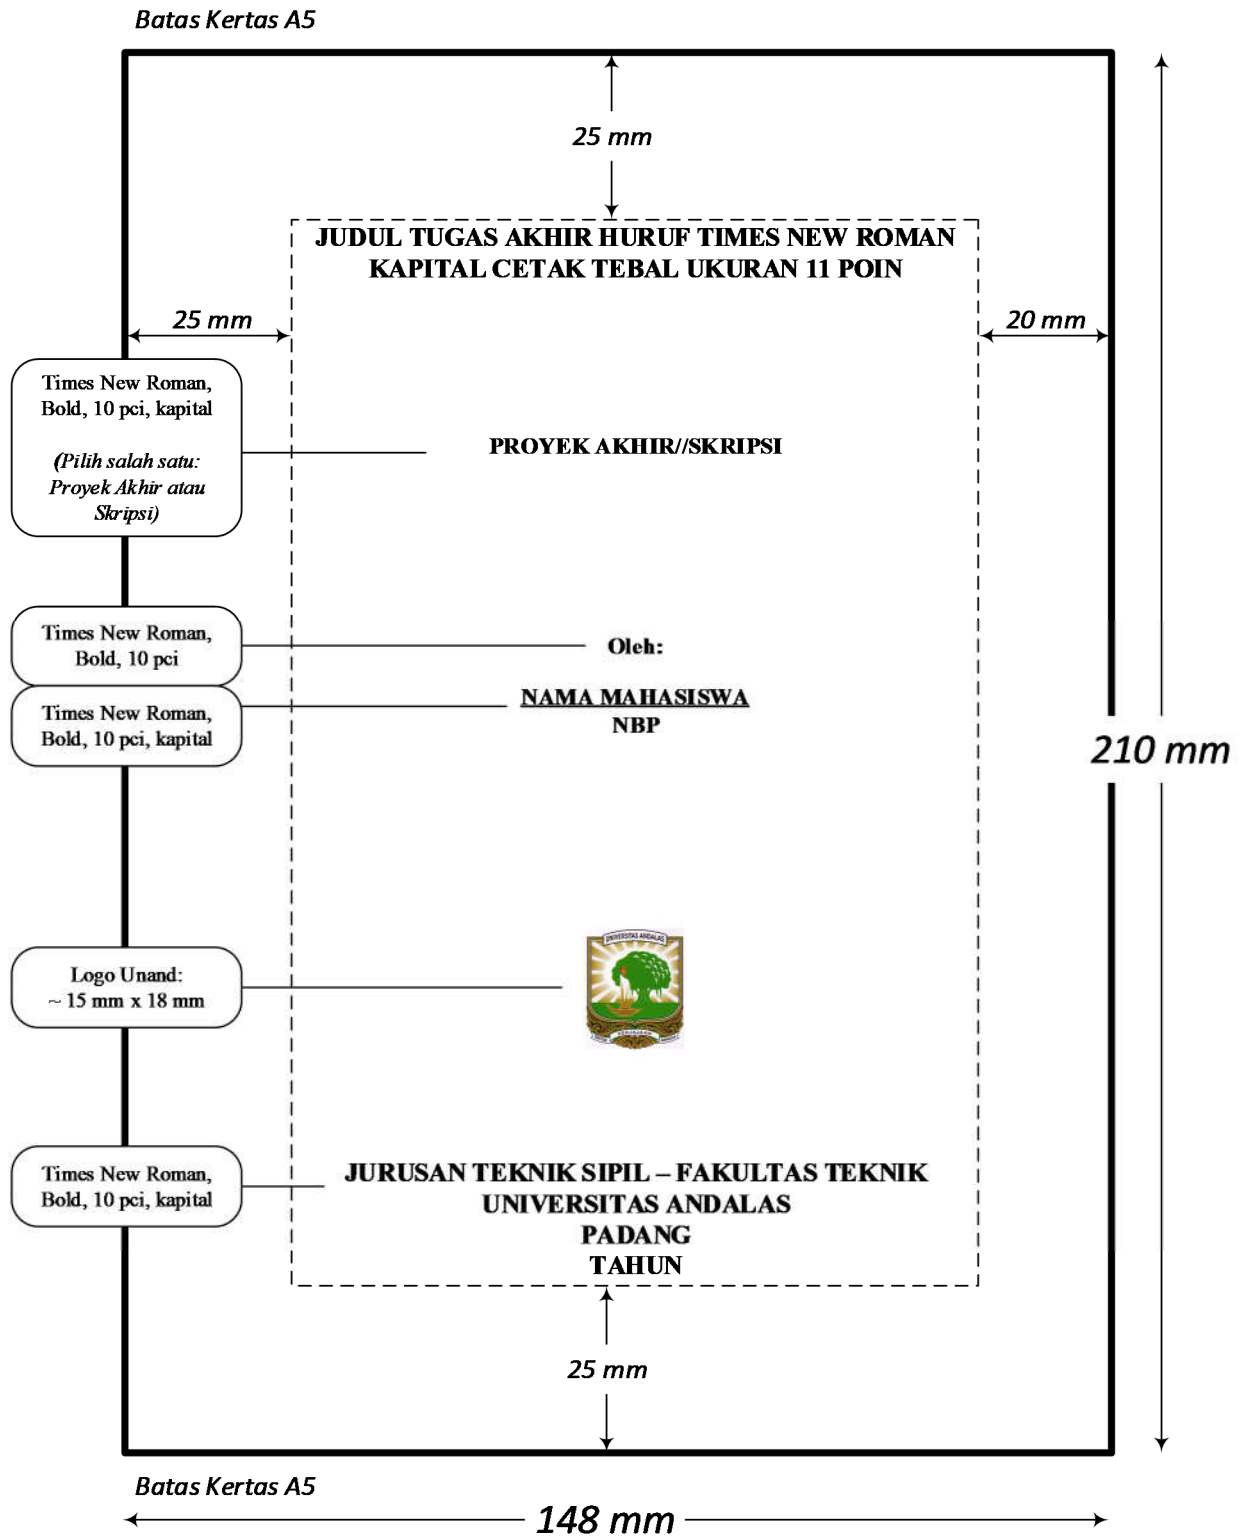 Batas Kertas A5
25 mm
JUDUL TUGAS AKHIR HURUF TIMES NEW ROMAN
KAPITAL CETAK TEBAL UKURAN 11 POIN
25 mm
20 mm
Times New Roman,
Bold, 10 pci, kapital
(Pilih salah satu:
Proyek Akhir atau
Skripsi)
PROYEK AKHIR//SKRIPSI
Times New Roman,
Bold, 10 pci
Oleh:
Times New Roman,
Bold, 10 pci, kapital
NAMA MAHASISWA
NBP
210 mm
UNIVERSITAS ANDALAS
Logo Unand:
~ 15 mm x 18 mm
Times New Roman,
Bold, 10 pci, kapital
JURUSAN TEKNIK SIPIL – FAKULTAS TEKNIK
UNIVERSITAS ANDALAS
PADANG
TAHUN
25 mm
Batas Kertas A5
148 mm